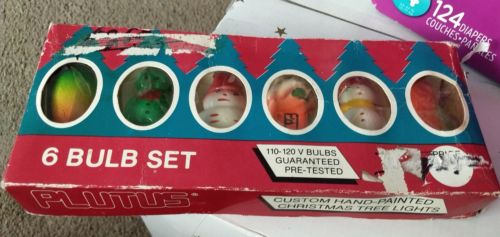 124 DIAPERS
COUCHES • PAÑALES
6 BULB SET
110-120 V BULBS
GUARANTEED
PRE-TESTED
PLUTUS
CUSTOM HAND-PAINTED
CHRISTMAS TREE LIGHTS